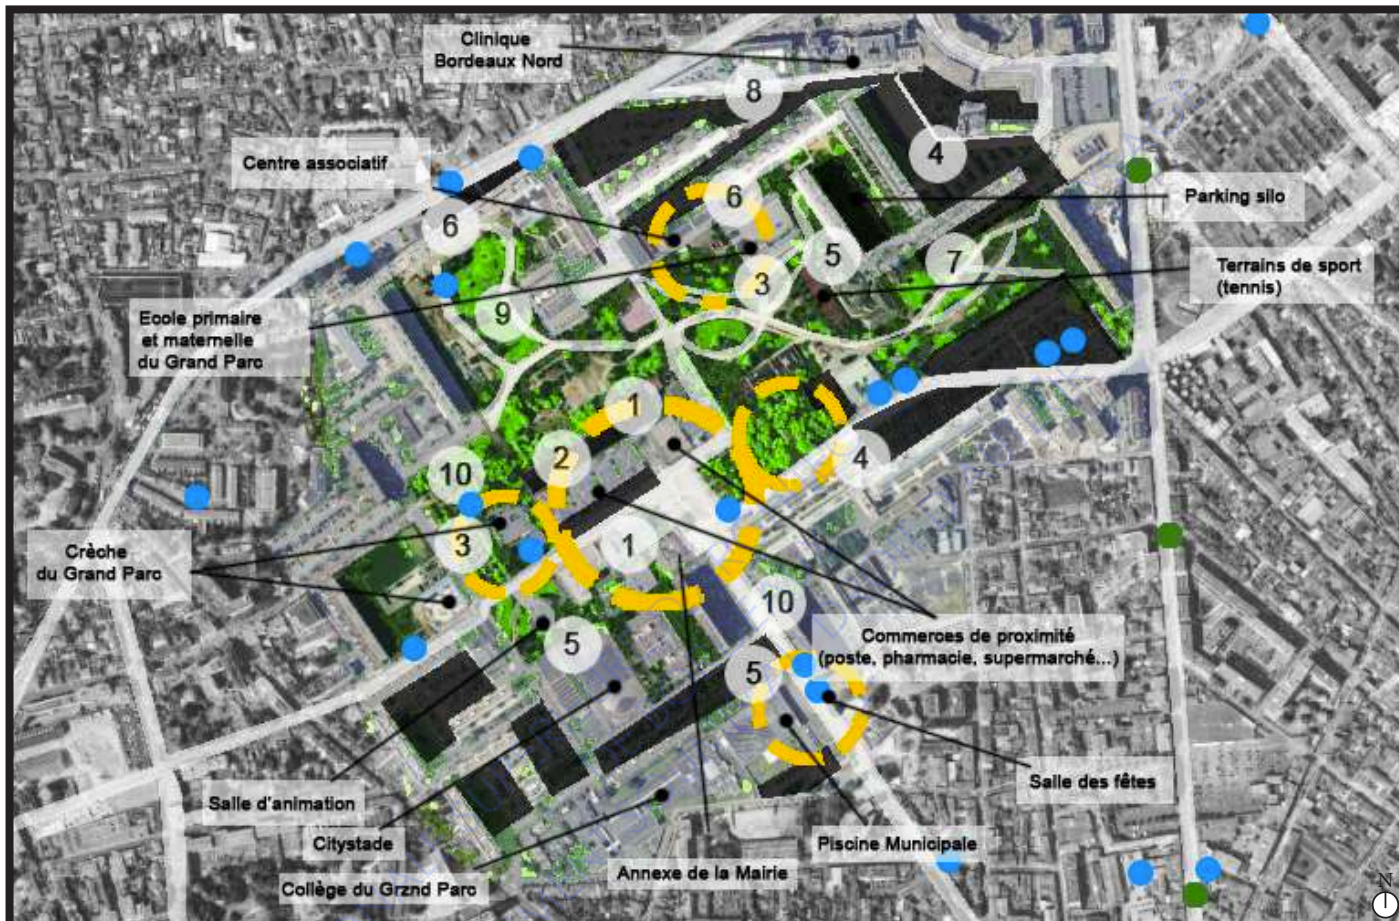 Clinique
Bordeaux Nord
8
Centre associatif
4
6
Parking silo
6
5
7
Terrains de sport
(tennis)
3
9
Ecole primaire
et maternelle
du Grand Parc
1
2
4
10
3
1
Crèche
du Grand Parc
10
Commerces de proximité
(poste, pharmacie, supermarché...)
5
5
Salle d'animation
Salle des fêtes
Citystade
Piscine Municipale
Annexe de la Mairie
Collège du Grznd Parc
N